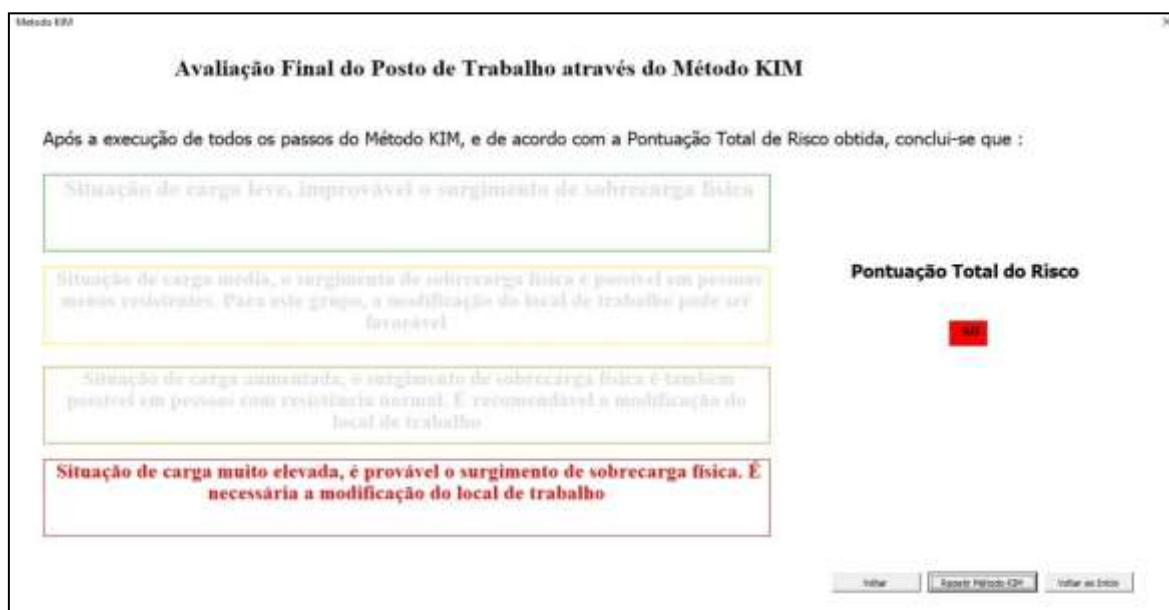 Metodo KIM
Avaliação Final do Posto de Trabalho através do Método KIM
Após a execução de todos os passos do Método KIM, e de acordo com a Pontuação Total de Risco obtida, conclui-se que :
Situação de carga leve, improvável o surgimento de sobrecarga física
Situação de carga media, o surgimento de sobrecarga física é possível em pessoas
menos resistentes. Para este grupo, a modificação do local de trabalho pode ser
favorável
Situação de carga aumentada, o surgimento de sobrecarga física é também
possível em pessoas com resistência normal. É recomendável a modificação do
local de trabalho
Situação de carga muito elevada, é provável o surgimento de sobrecarga física. É
necessária a modificação do local de trabalho
Pontuação Total do Risco
Voltar
Repetir Método KIM
Voltar ao Início